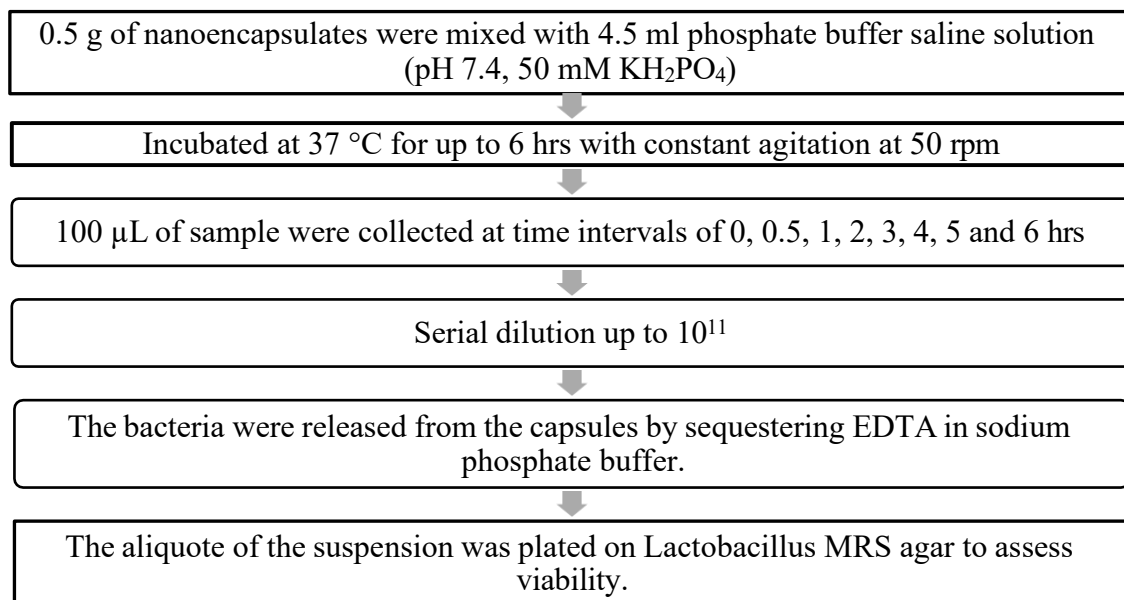 0.5 g of nanoencapsulates were mixed with 4.5 ml phosphate buffer saline solution
(pH 7.4, 50 mM KH₂PO₄)
Incubated at 37 °C for up to 6 hrs with constant agitation at 50 rpm
100 µL of sample were collected at time intervals of 0, 0.5, 1, 2, 3, 4, 5 and 6 hrs
Serial dilution up to 10¹¹
The bacteria were released from the capsules by sequestering EDTA in sodium
phosphate buffer.
The aliquote of the suspension was plated on Lactobacillus MRS agar to assess
viability.